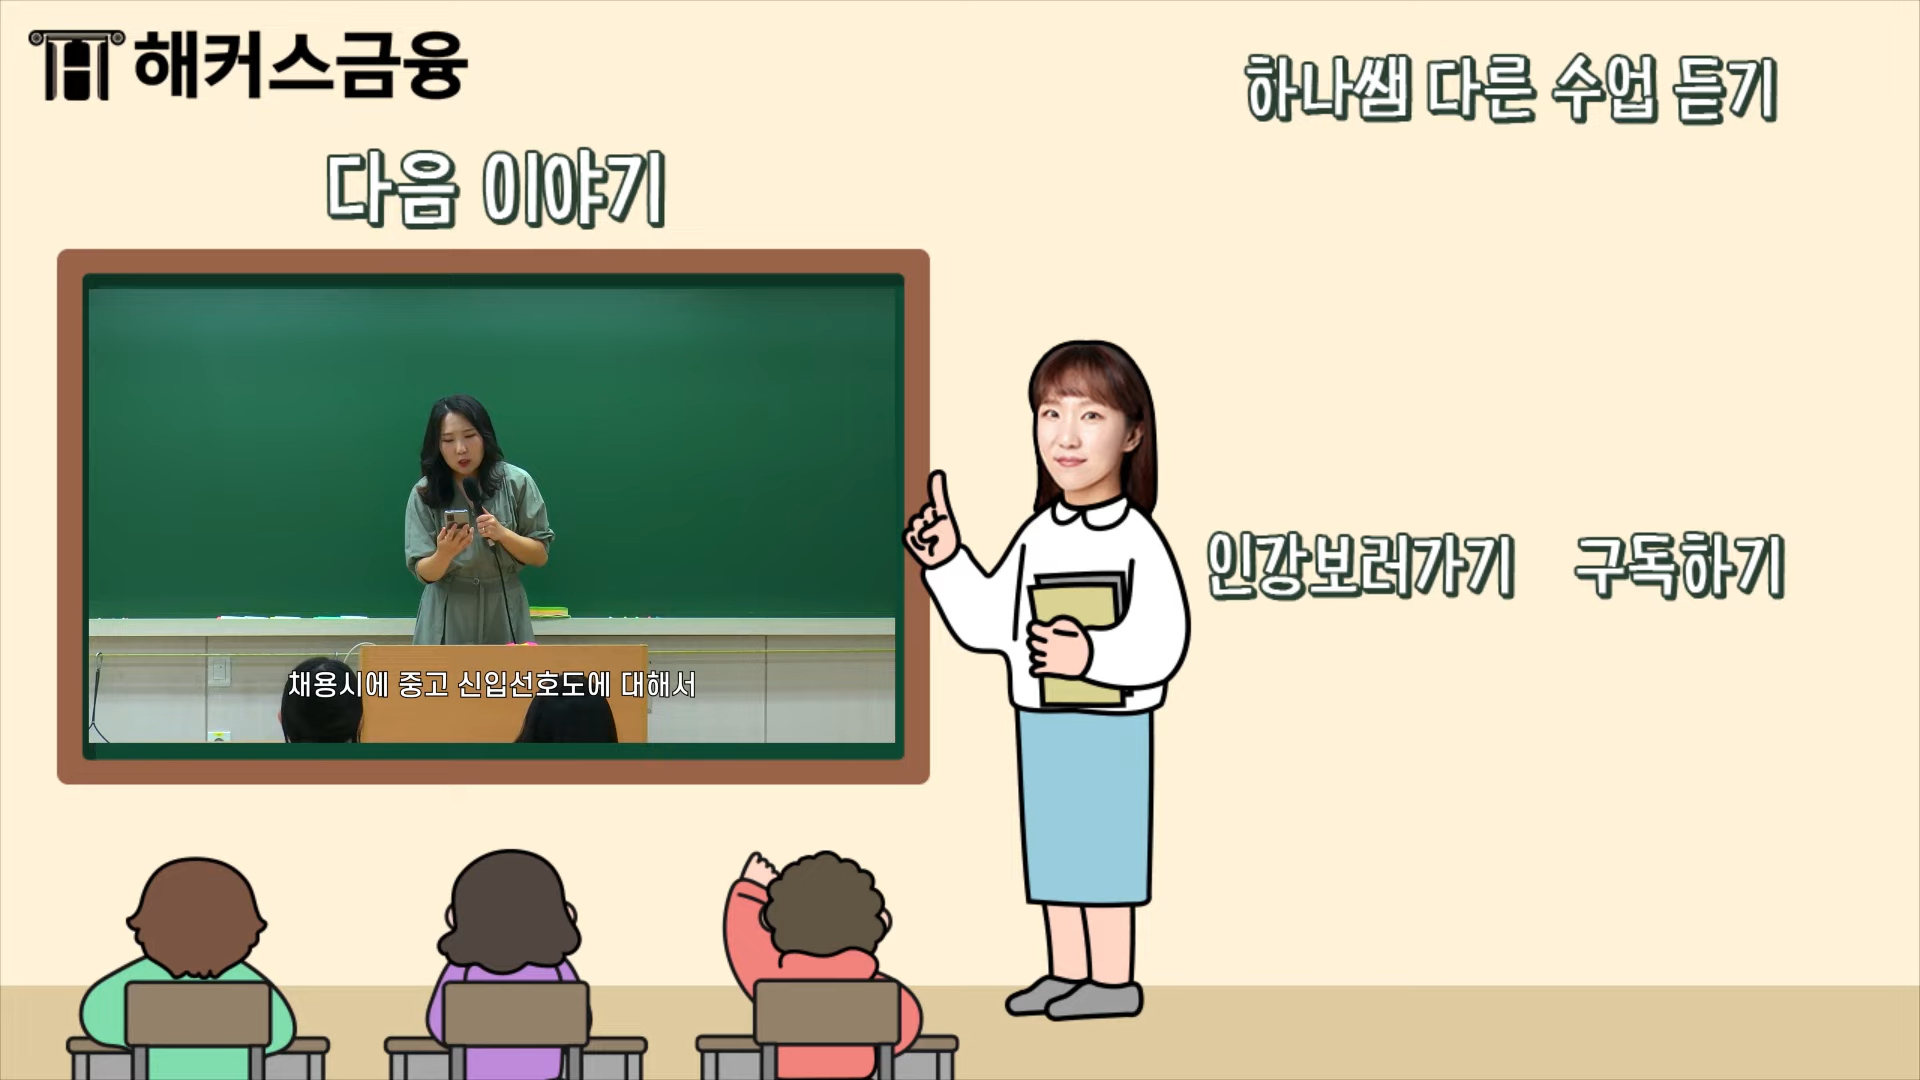 해커스금융
하나쌤 다른 수업 듣기
다음 이야기
인강보러가기 구독하기
채용시에 중고 신입선호도에 대해서